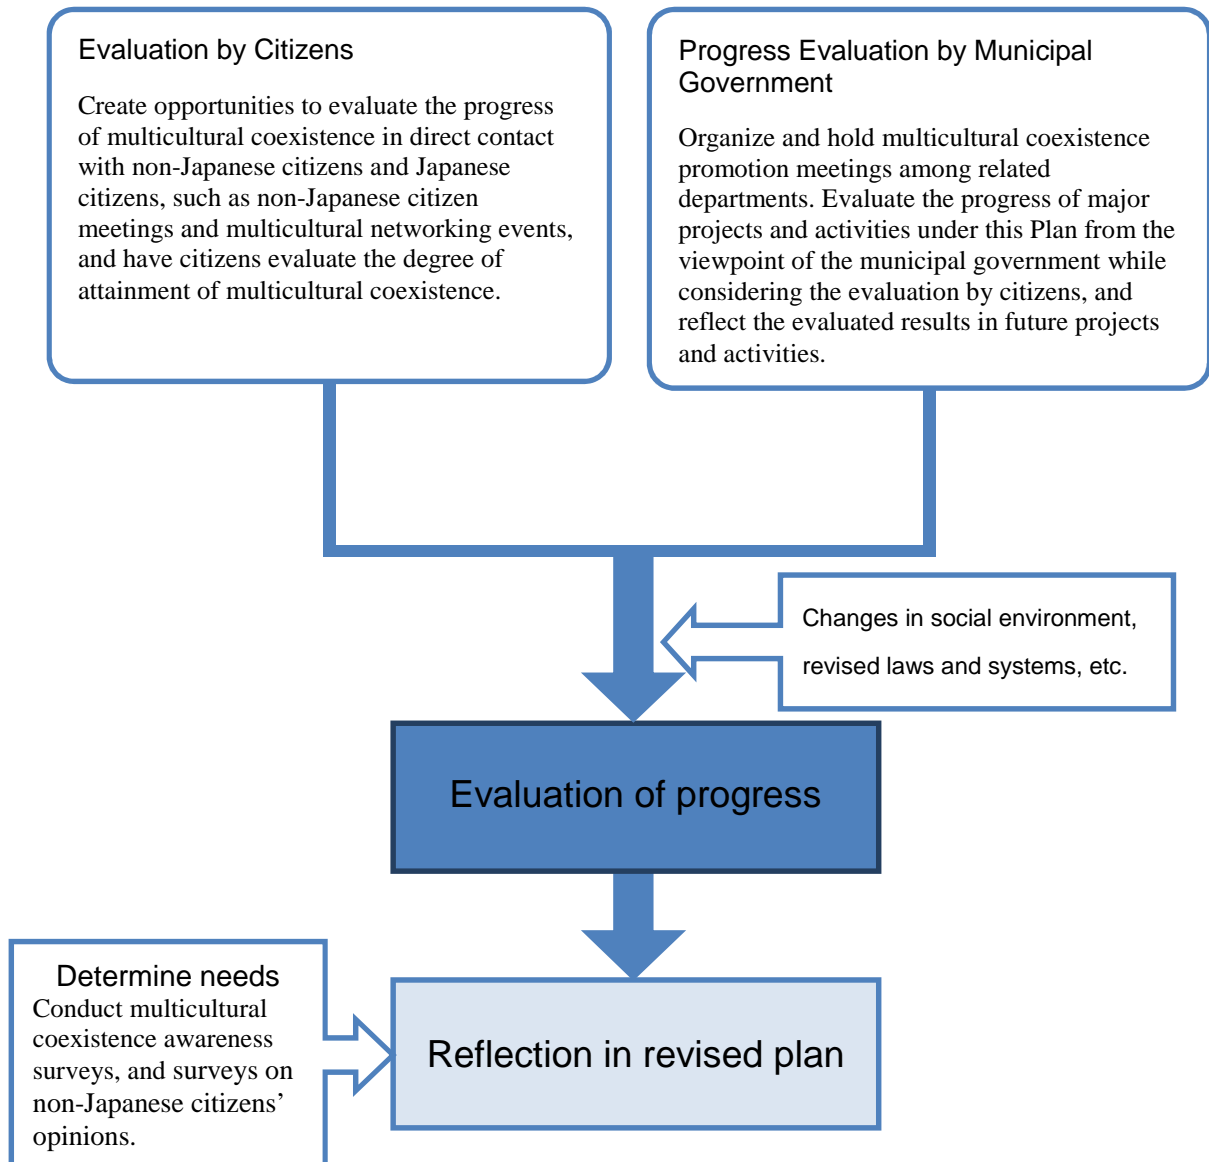 Evaluation by Citizens
Create opportunities to evaluate the progress
of multicultural coexistence in direct contact
with non-Japanese citizens and Japanese
citizens, such as non-Japanese citizen
meetings and multicultural networking events,
and have citizens evaluate the degree of
attainment of multicultural coexistence.
Progress Evaluation by Municipal
Government
Organize and hold multicultural coexistence
promotion meetings among related
departments. Evaluate the progress of major
projects and activities under this Plan from the
viewpoint of the municipal government while
considering the evaluation by citizens, and
reflect the evaluated results in future projects
and activities.
Changes in social environment,
revised laws and systems, etc.
Evaluation of progress
Determine needs
Conduct multicultural
coexistence awareness
surveys, and surveys on
non-Japanese citizens’
opinions.
Reflection in revised plan